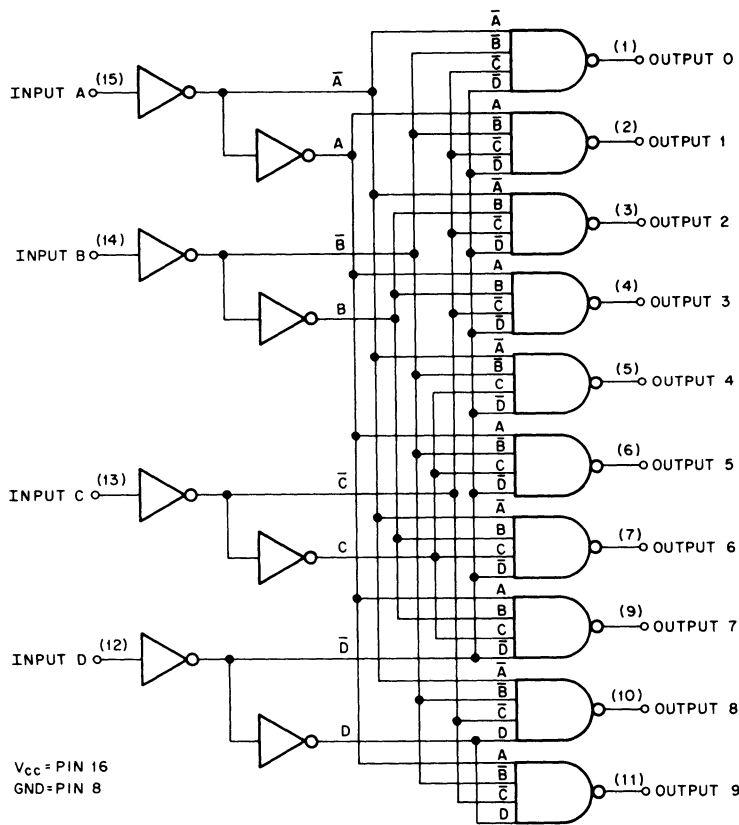 A̅
B̅
C̅
D̅
(1)
OUTPUT 0
INPUT A
(15)
A̅
A
A
B̅
C̅
D̅
(2)
OUTPUT 1
A̅
B
C̅
D̅
(3)
OUTPUT 2
INPUT B
(14)
B̅
B
A
B
C̅
D̅
(4)
OUTPUT 3
A̅
B̅
C
D̅
(5)
OUTPUT 4
A
B̅
C
D̅
(6)
OUTPUT 5
INPUT C
(13)
C̅
C
A̅
B
C
D̅
(7)
OUTPUT 6
A
B
C
D̅
(9)
OUTPUT 7
INPUT D
(12)
D̅
D
A̅
B̅
C̅
D
(10)
OUTPUT 8
A
B̅
C̅
D
(11)
OUTPUT 9
Vcc = PIN 16
GND = PIN 8